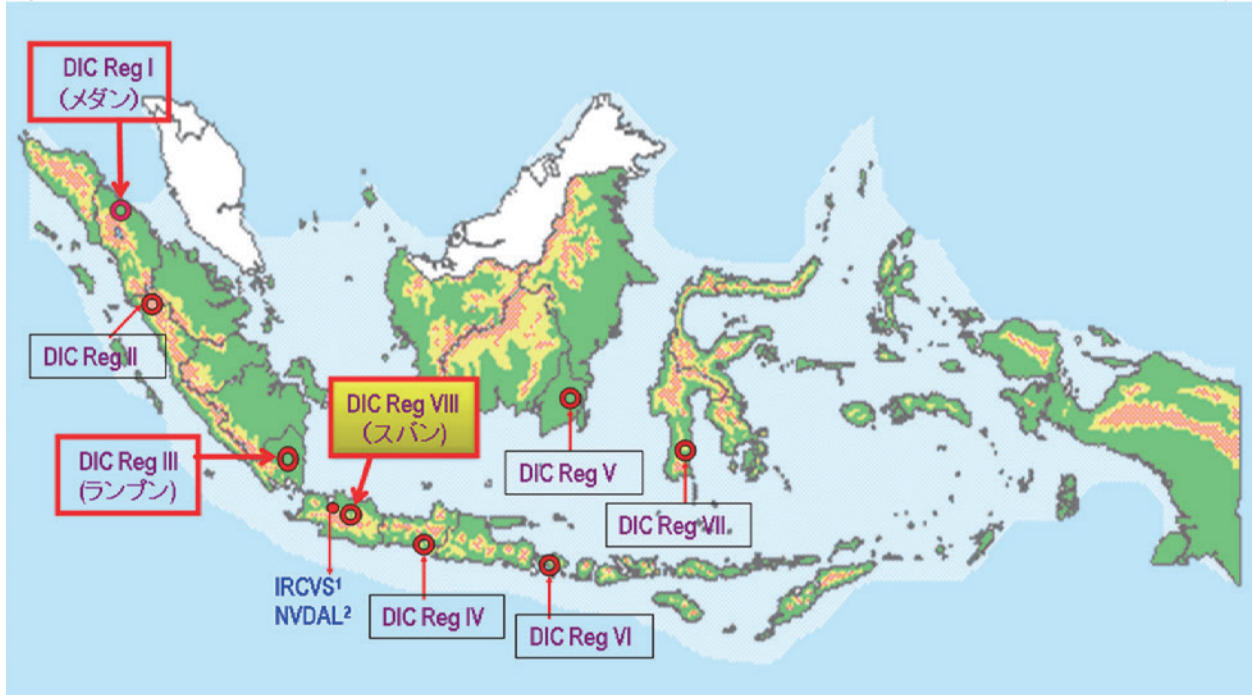 DIC Reg I
（メダン）
DIC Reg II
DIC Reg VIII
（スバン）
DIC Reg III
(ランプン）
DIC Reg V
DIC Reg VII
IRCVS¹
NVDAL²
DIC Reg IV
DIC Reg VI